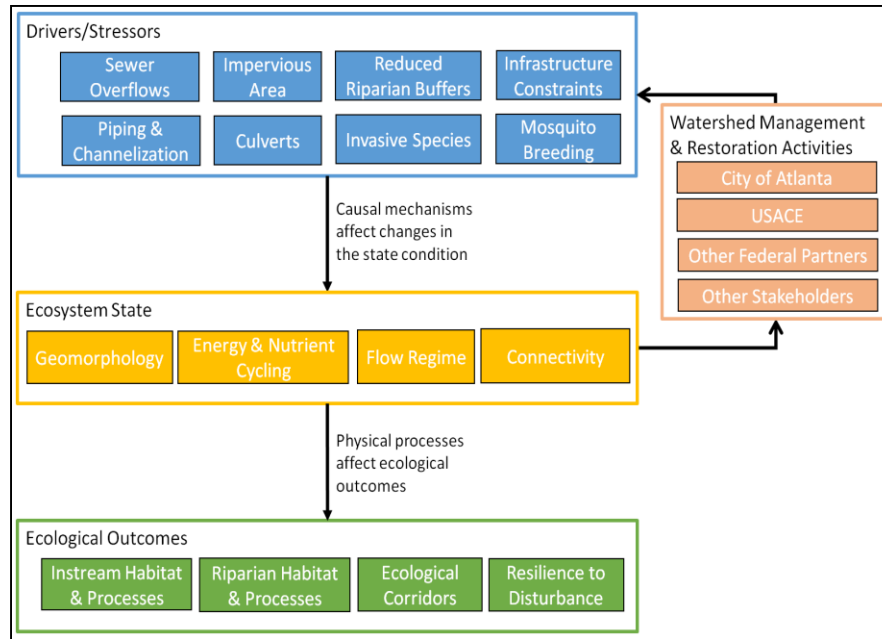 Drivers/Stressors
Sewer
Overflows
Impervious
Area
Reduced
Riparian Buffers
Infrastructure
Constraints
Piping &
Channelization
Culverts
Invasive Species
Mosquito
Breeding
Watershed Management
& Restoration Activities
City of Atlanta
USACE
Other Federal Partners
Other Stakeholders
Causal mechanisms
affect changes in
the state condition
Ecosystem State
Geomorphology
Energy & Nutrient
Cycling
Flow Regime
Connectivity
Physical processes
affect ecological
outcomes
Ecological Outcomes
Instream Habitat
& Processes
Riparian Habitat
& Processes
Ecological
Corridors
Resilience to
Disturbance